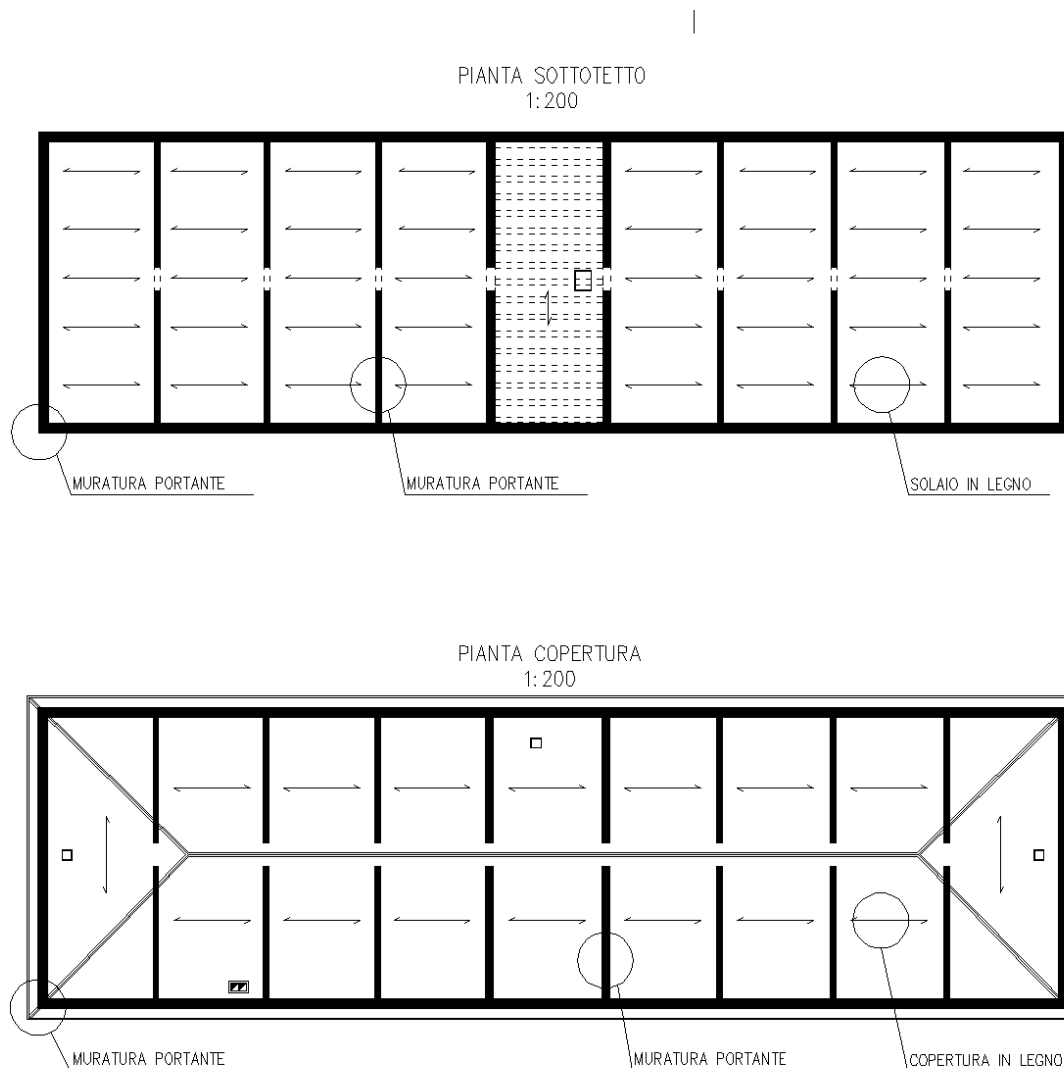 PIANTA SOTTOTETTO
1:200
MURATURA PORTANTE
MURATURA PORTANTE
SOLAIO IN LEGNO
PIANTA COPERTURA
1:200
MURATURA PORTANTE
MURATURA PORTANTE
COPERTURA IN LEGNO